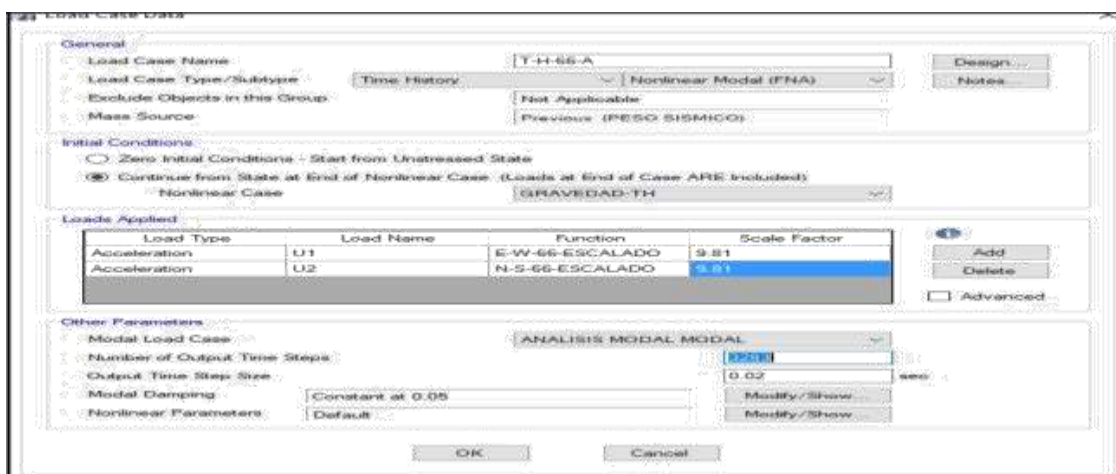 Load Case Data
General
Load Case Name T-H-66-A Design...
Load Case Type/Subtype Time History Nonlinear Modal (FNA) Notes...
Exclude Objects in this Group Not Applicable
Mass Source Previous (PESO SISMICO)
Initial Conditions
Zero Initial Conditions - Start from Unstressed State
Continue from State at End of Nonlinear Case (Loads at End of Case ARE Included)
Nonlinear Case GRAVEDAD-TH
Loads Applied
Load Type Load Name Function Scale Factor
Acceleration U1 E-W-66-ESCALADO 9.81 Add
Acceleration U2 N-S-66-ESCALADO 9.81 Delete
Advanced
Other Parameters
Modal Load Case ANALISIS MODAL MODAL
Number of Output Time Steps
Output Time Step Size 0.02 sec
Modal Damping Constant at 0.05 Modify/Show...
Nonlinear Parameters Default Modify/Show...
OK Cancel